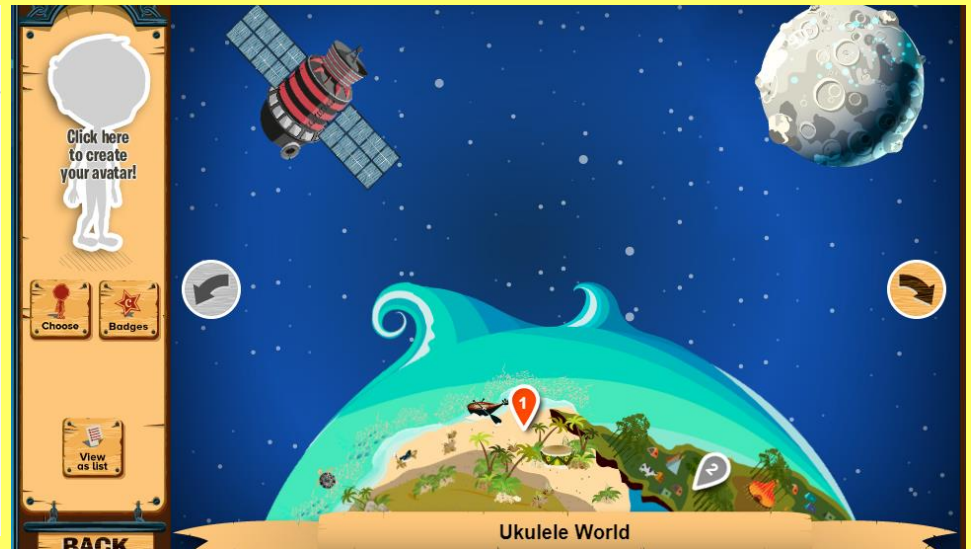 Click here
to create
your avatar!
Choose
Badges
View
as list
BACK
1
2
Ukulele World